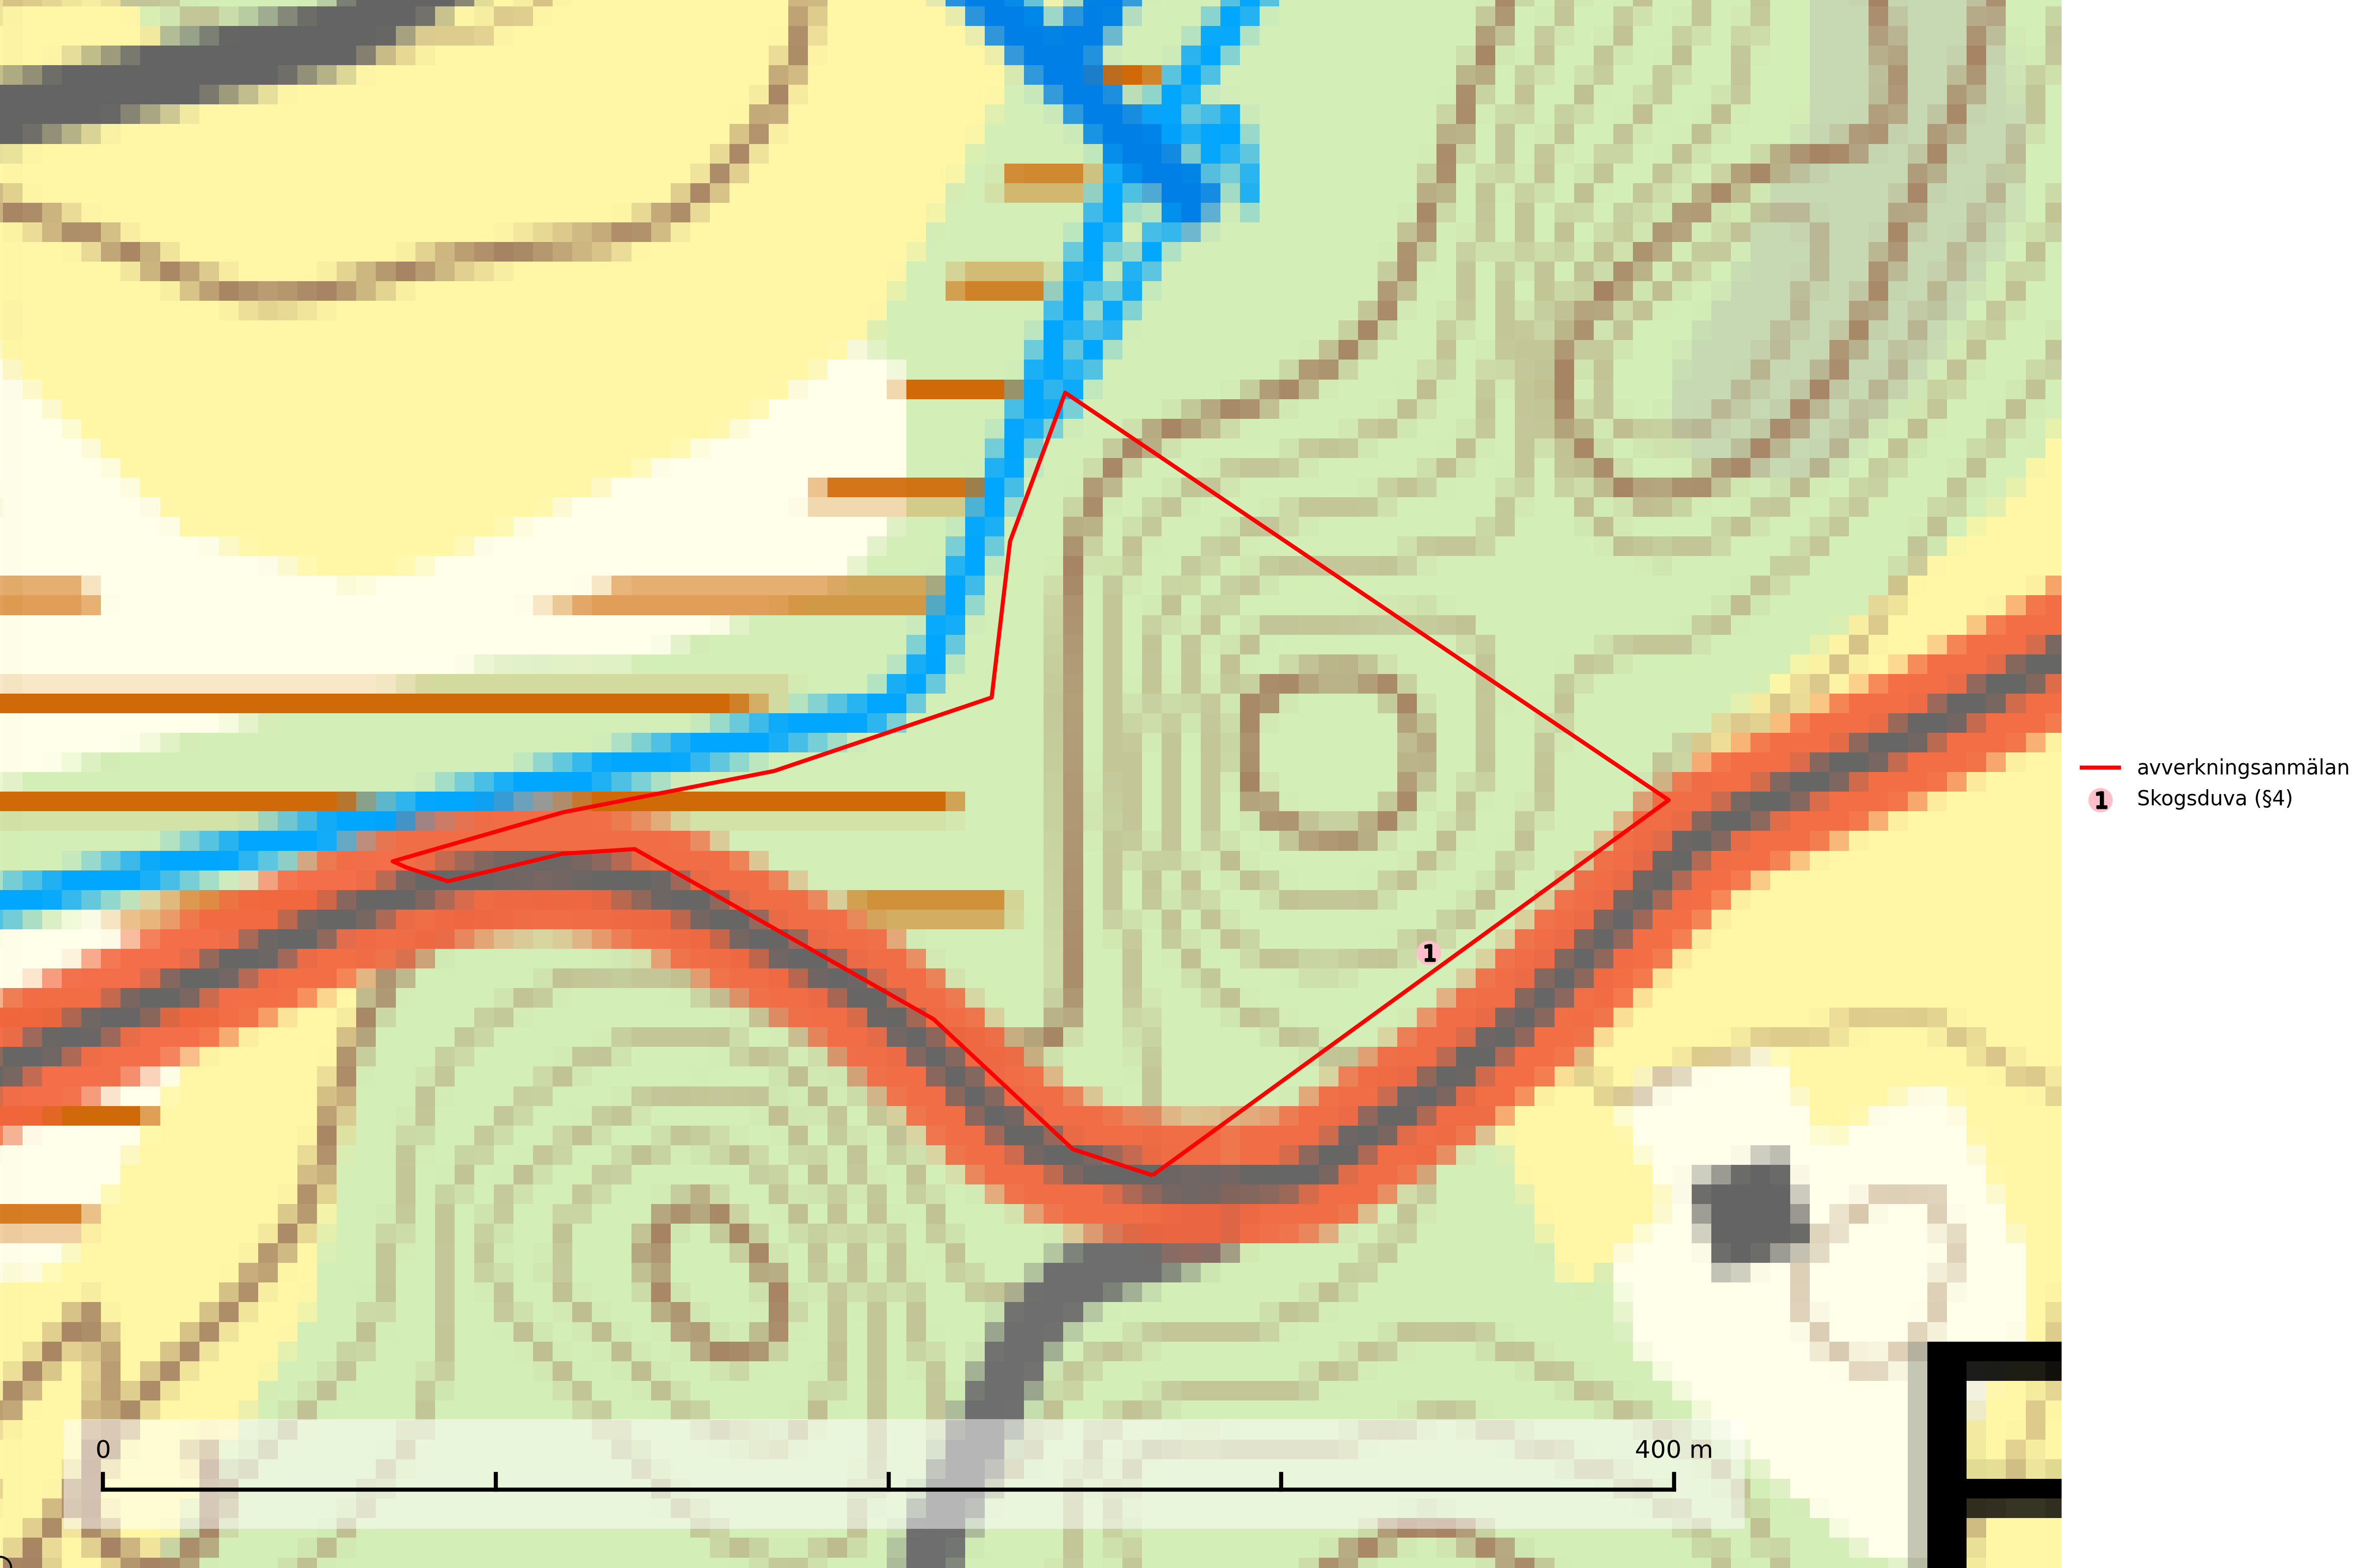 avverkningsanmälan
1 Skogsduva (§4)
1
0 400 m